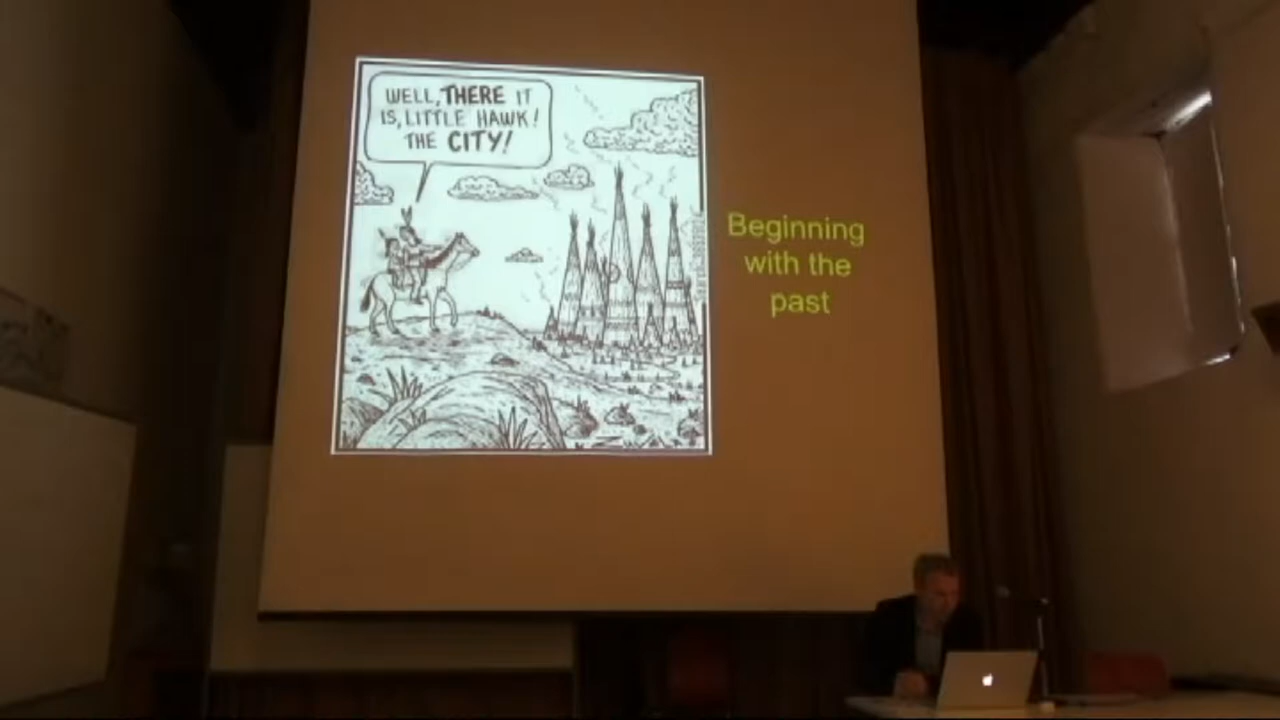 WELL, THERE IT
IS, LITTLE HAWK!
THE CITY!
Beginning
with the
past